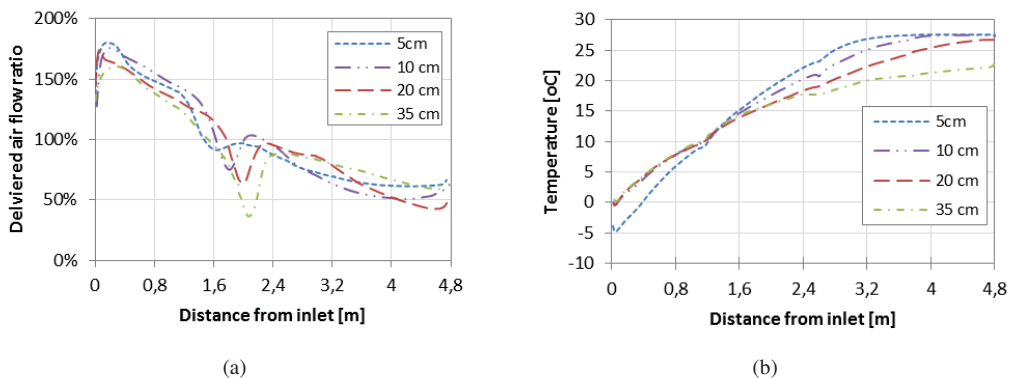 200%
150%
100%
50%
0%
Delviered air flow ratio
5cm
10 cm
20 cm
35 cm
0 0,8 1,6 2,4 3,2 4 4,8
Distance from inlet [m]
(a)
30
25
20
15
10
5
0
-5
-10
Temperature [oC]
5cm
10 cm
20 cm
35 cm
0 0,8 1,6 2,4 3,2 4 4,8
Distance from inlet [m]
(b)